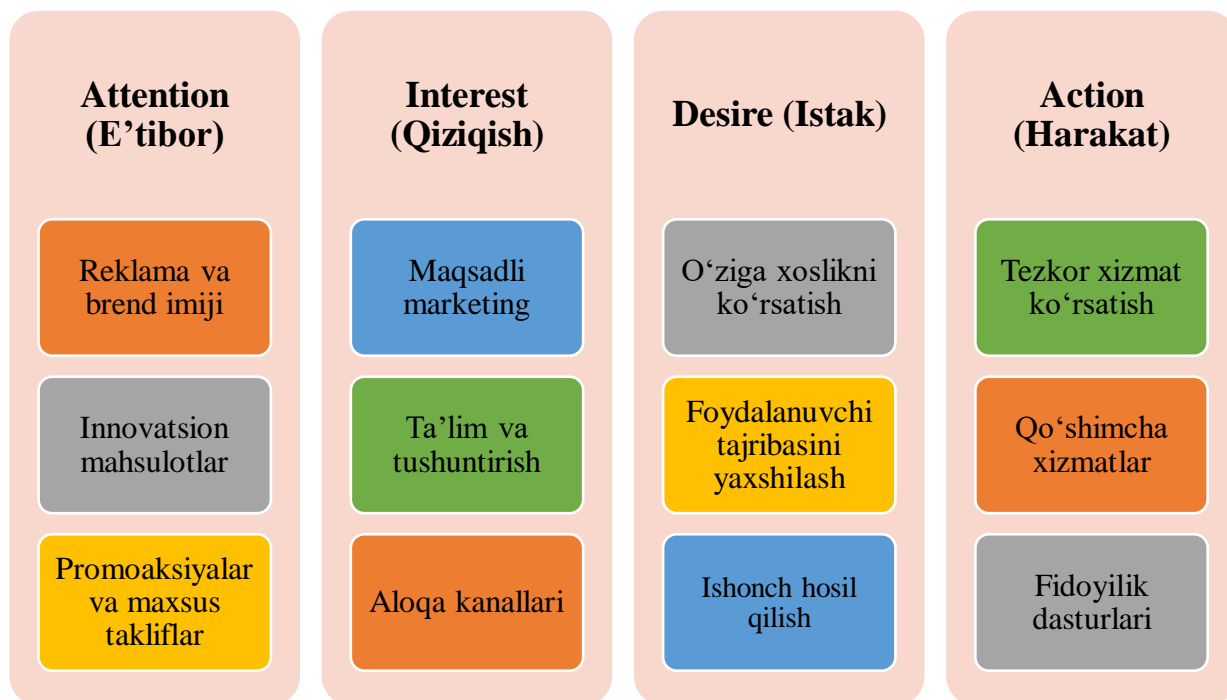 Attention
(E’tibor)
Reklama va
brend imiji
Innovatsion
mahsulotlar
Promoaksiyalar
va maxsus
takliflar
Interest
(Qiziqish)
Maqsadli
marketing
Ta’lim va
tushuntirish
Aloqa kanallari
Desire (Istak)
O‘ziga xoslikni
ko‘rsatish
Foydalanuvchi
tajribasini
yaxshilash
Ishonch hosil
qilish
Action
(Harakat)
Tezkor xizmat
ko‘rsatish
Qo‘shimcha
xizmatlar
Fidoyilik
dasturlari